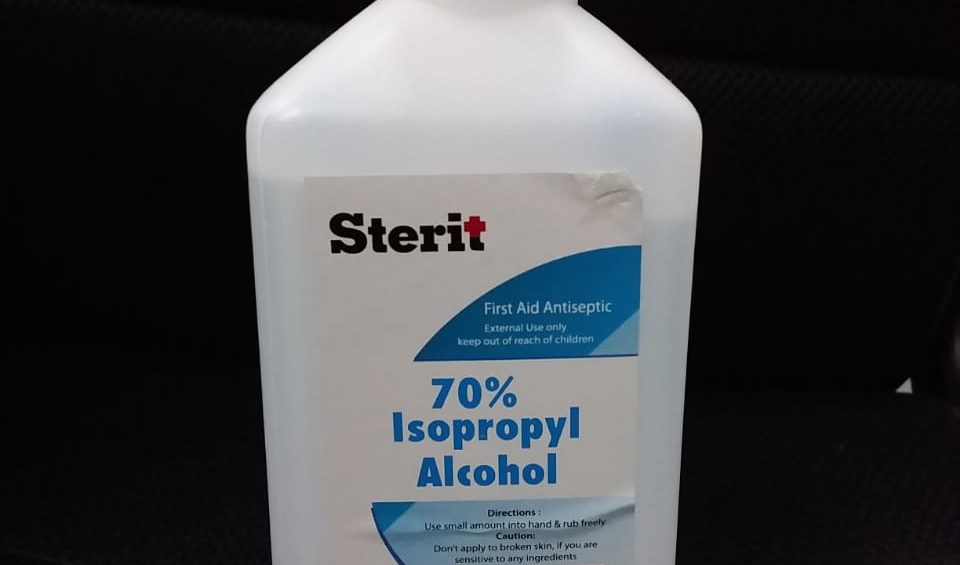 Sterit
First Aid Antiseptic
External Use only
keep out of reach of children
70%
Isopropyl
Alcohol
Directions :
Use small amount into hand & rub freely
Caution:
Don't apply to broken skin, if you are
sensitive to any ingredients